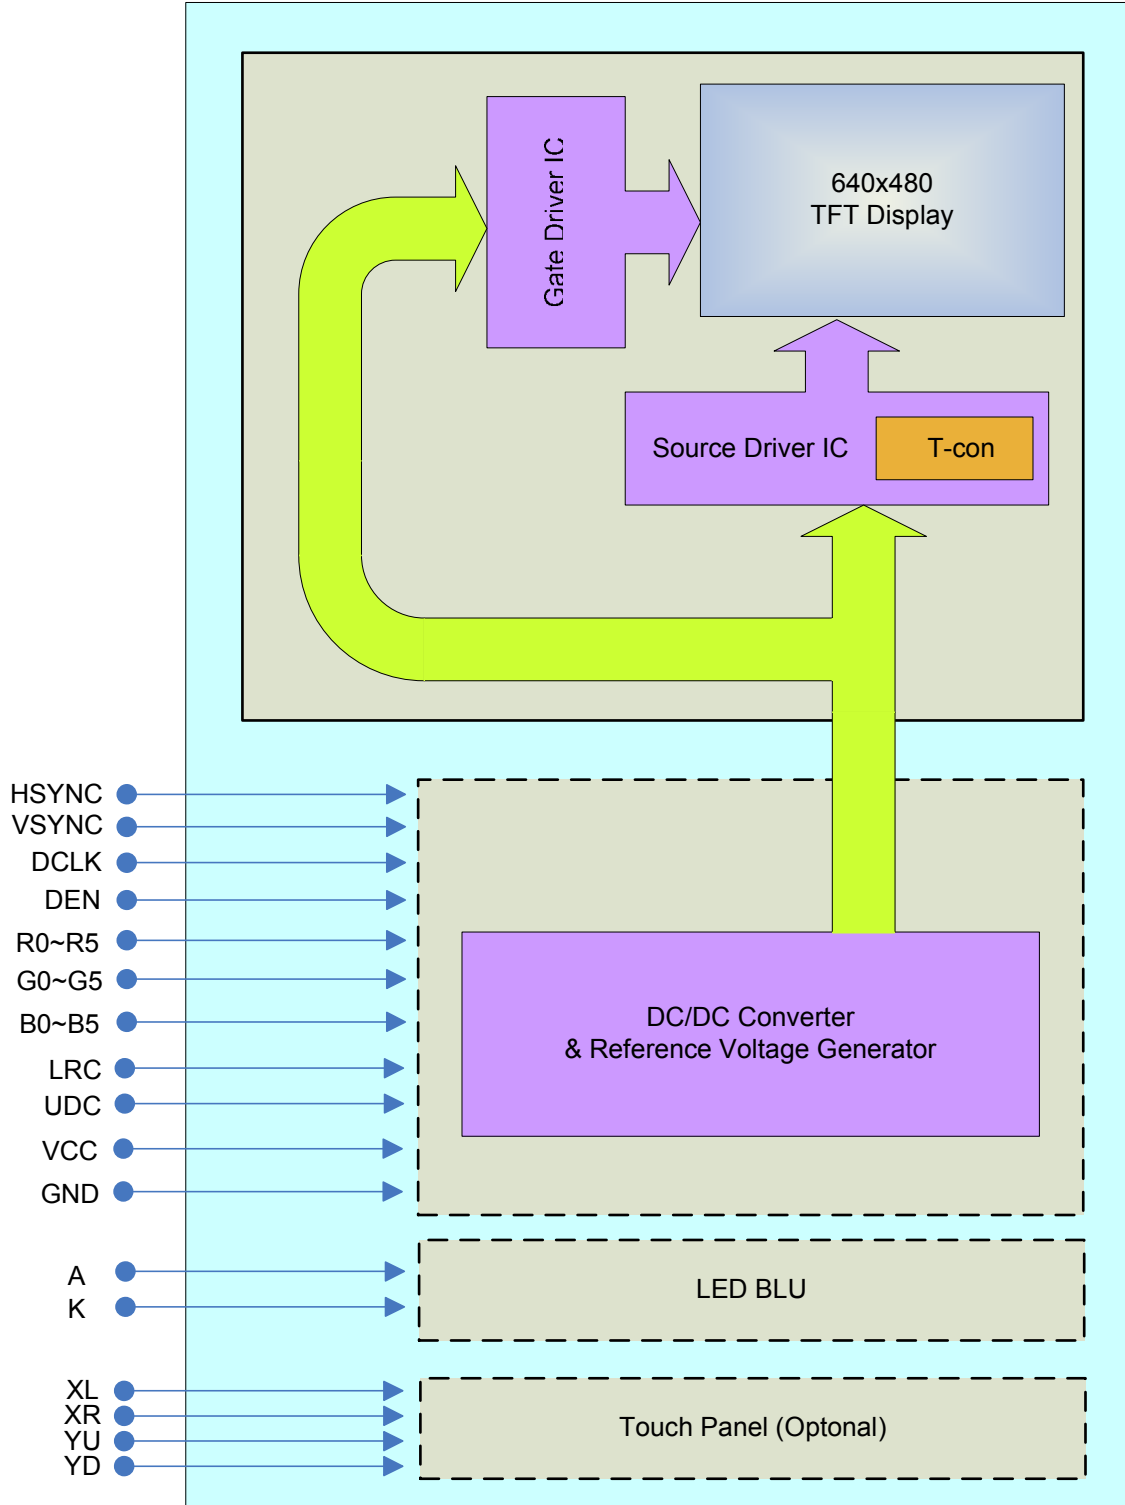 Gate Driver IC
640x480
TFT Display
Source Driver IC
T-con
HSYNC
VSYNC
DCLK
DEN
R0~R5
G0~G5
B0~B5
LRC
UDC
VCC
GND
DC/DC Converter
& Reference Voltage Generator
A
K
LED BLU
XL
XR
YU
YD
Touch Panel (Optonal)